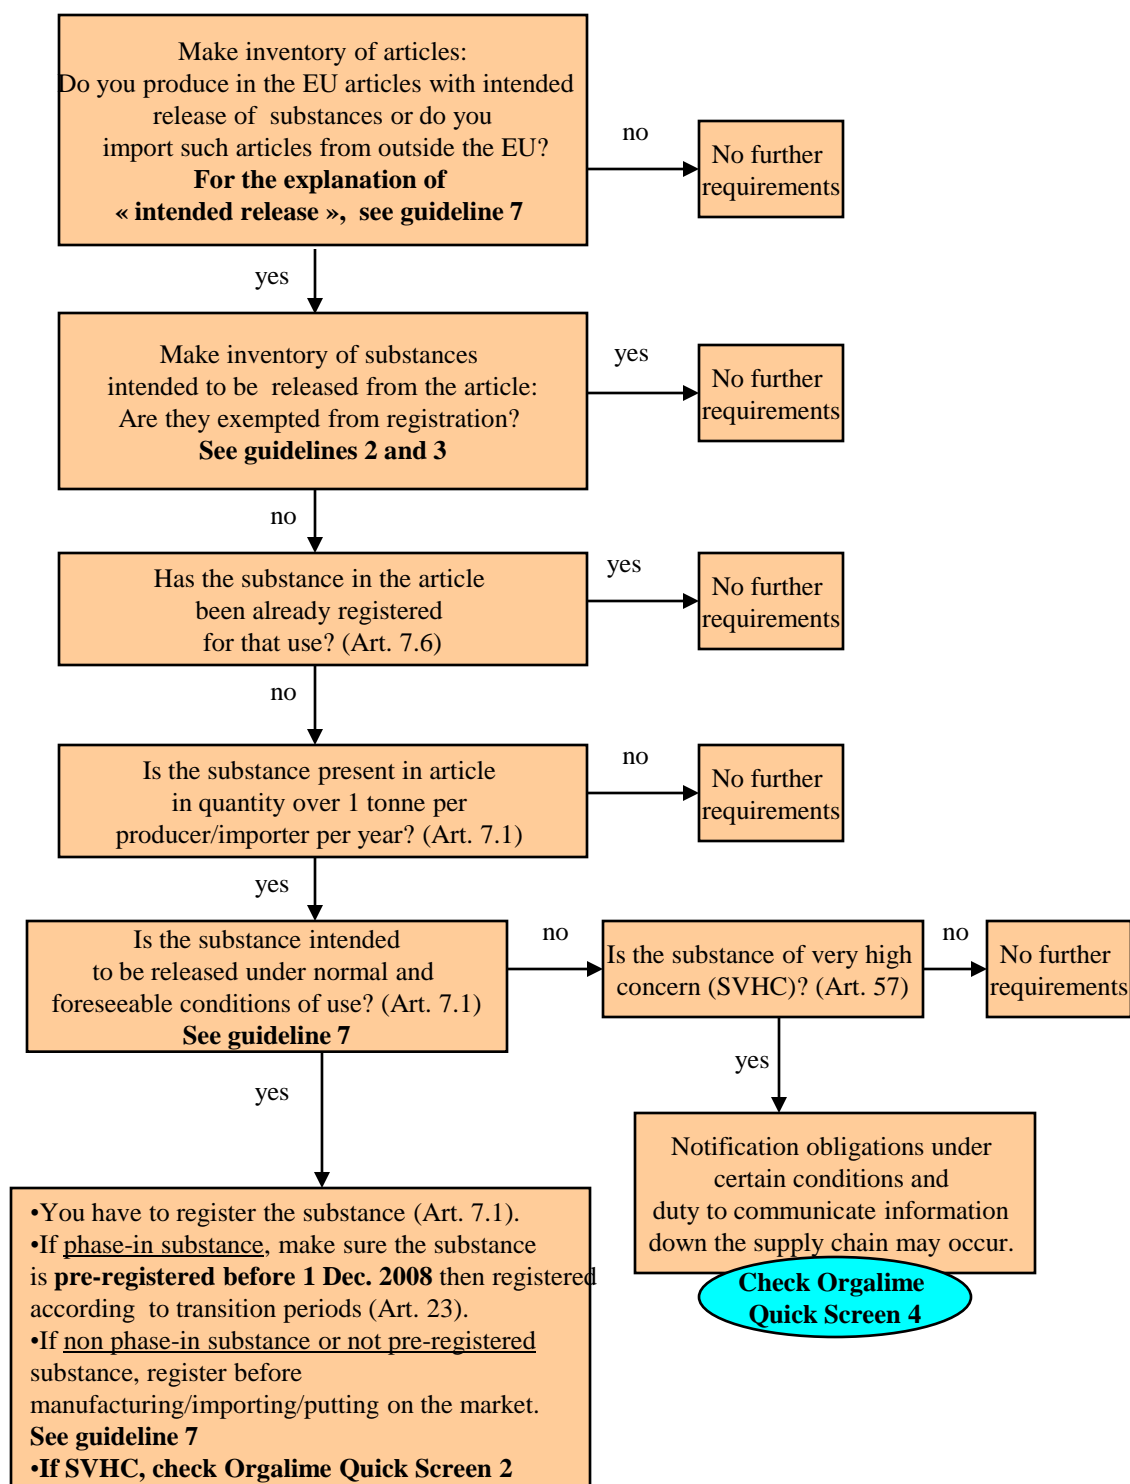 Make inventory of articles:
Do you produce in the EU articles with intended
release of substances or do you
import such articles from outside the EU?
For the explanation of
« intended release », see guideline 7
no
No further
requirements
yes
Make inventory of substances
intended to be released from the article:
Are they exempted from registration?
See guidelines 2 and 3
yes
No further
requirements
no
Has the substance in the article
been already registered
for that use? (Art. 7.6)
yes
No further
requirements
no
Is the substance present in article
in quantity over 1 tonne per
producer/importer per year? (Art. 7.1)
no
No further
requirements
yes
Is the substance intended
to be released under normal and
foreseeable conditions of use? (Art. 7.1)
See guideline 7
no
Is the substance of very high
concern (SVHC)? (Art. 57)
no
No further
requirements
yes
yes
Notification obligations under
certain conditions and
duty to communicate information
down the supply chain may occur.
Check Orgalime
Quick Screen 4
•You have to register the substance (Art. 7.1).
•If phase-in substance, make sure the substance
is pre-registered before 1 Dec. 2008 then registered
according to transition periods (Art. 23).
•If non phase-in substance or not pre-registered
substance, register before
manufacturing/importing/putting on the market.
See guideline 7
•If SVHC, check Orgalime Quick Screen 2